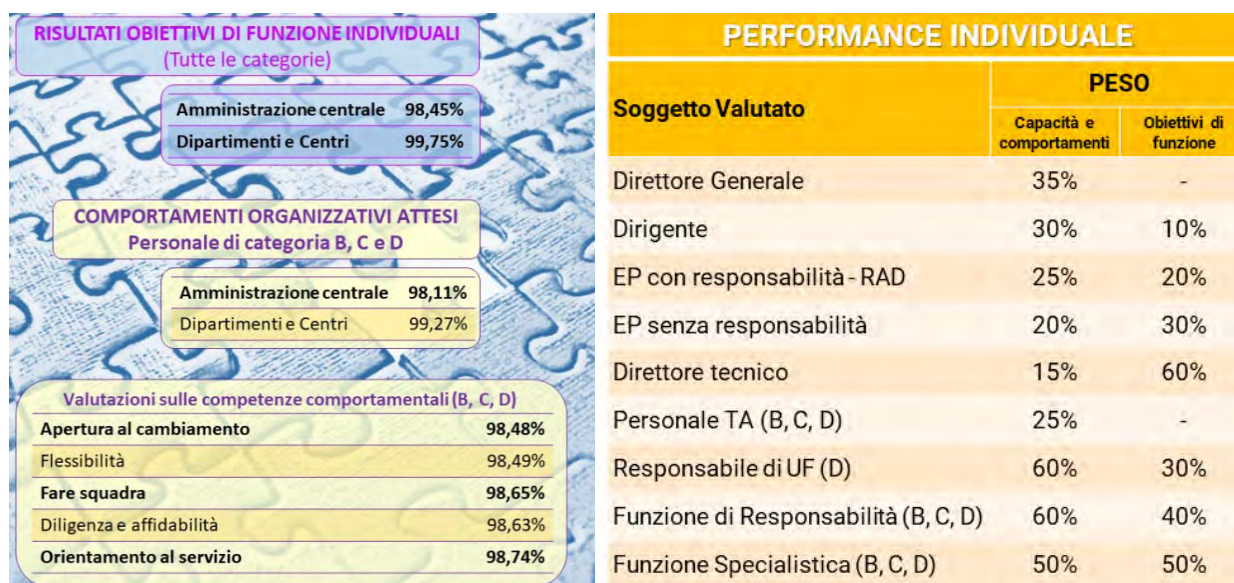 RISULTATI OBIETTIVI DI FUNZIONE INDIVIDUALI
(Tutte le categorie)
Amministrazione centrale 98,45%
Dipartimenti e Centri 99,75%
COMPORTAMENTI ORGANIZZATIVI ATTESI
Personale di categoria B, C e D
Amministrazione centrale 98,11%
Dipartimenti e Centri 99,27%
Valutazioni sulle competenze comportamentali (B, C, D)
Apertura al cambiamento 98,48%
Flessibilità 98,49%
Fare squadra 98,65%
Diligenza e affidabilità 98,63%
Orientamento al servizio 98,74%
PERFORMANCE INDIVIDUALE
Soggetto Valutato
PESO
Capacità e comportamenti
Obiettivi di funzione
Direttore Generale 35% -
Dirigente 30% 10%
EP con responsabilità - RAD 25% 20%
EP senza responsabilità 20% 30%
Direttore tecnico 15% 60%
Personale TA (B, C, D) 25% -
Responsabile di UF (D) 60% 30%
Funzione di Responsabilità (B, C, D) 60% 40%
Funzione Specialistica (B, C, D) 50% 50%